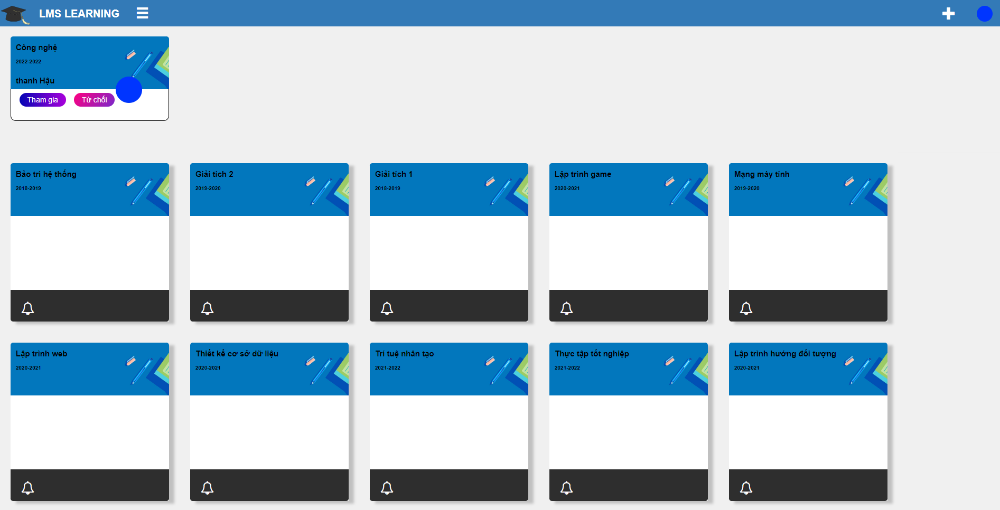 LMS LEARNING
Công nghệ
2022-2022
thanh Hậu
Tham gia
Từ chối
Bảo trì hệ thống
2018-2019
Giải tích 2
2019-2020
Giải tích 1
2018-2019
Lập trình game
2020-2021
Mạng máy tính
2019-2020
Lập trình web
2020-2021
Thiết kế cơ sở dữ liệu
2020-2021
Trí tuệ nhân tạo
2021-2022
Thực tập tốt nghiệp
2021-2022
Lập trình hướng đối tượng
2020-2021